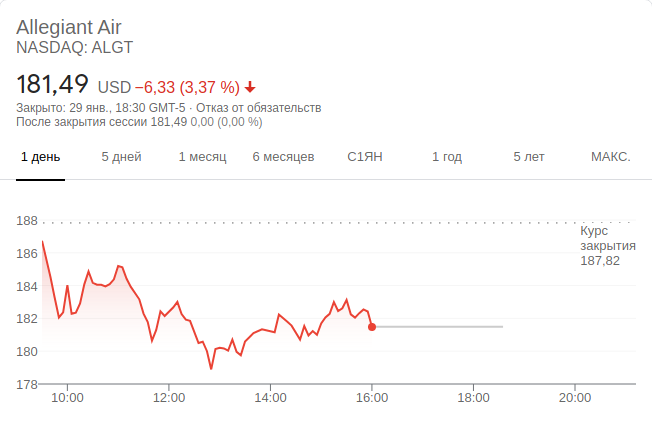 Allegiant Air
NASDAQ: ALGT
181,49 USD −6,33 (3,37 %)
Закрыто: 29 янв., 18:30 GMT-5 · Отказ от обязательств
После закрытия сессии 181,49 0,00 (0,00 %)
1 день 5 дней 1 месяц 6 месяцев С1ЯН 1 год 5 лет МАКС.
188
Курс
закрытия
187,82
186
184
182
180
178
10:00 12:00 14:00 16:00 18:00 20:00